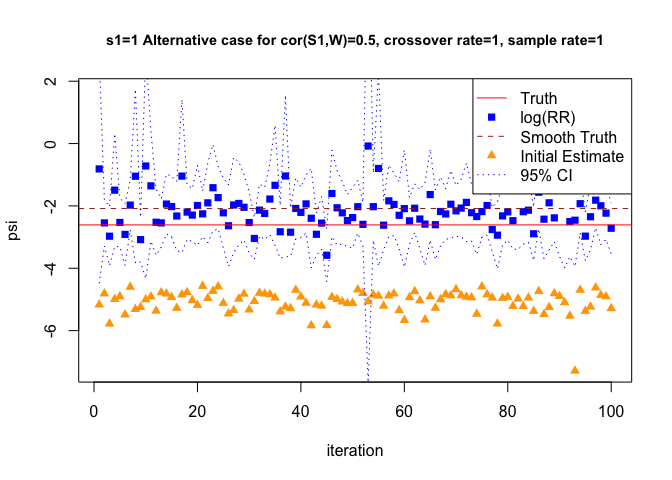 s1=1 Alternative case for cor(S1,W)=0.5, crossover rate=1, sample rate=1
2
0
-2
-4
-6
psi
Truth
log(RR)
Smooth Truth
Initial Estimate
95% CI
0 20 40 60 80 100
iteration